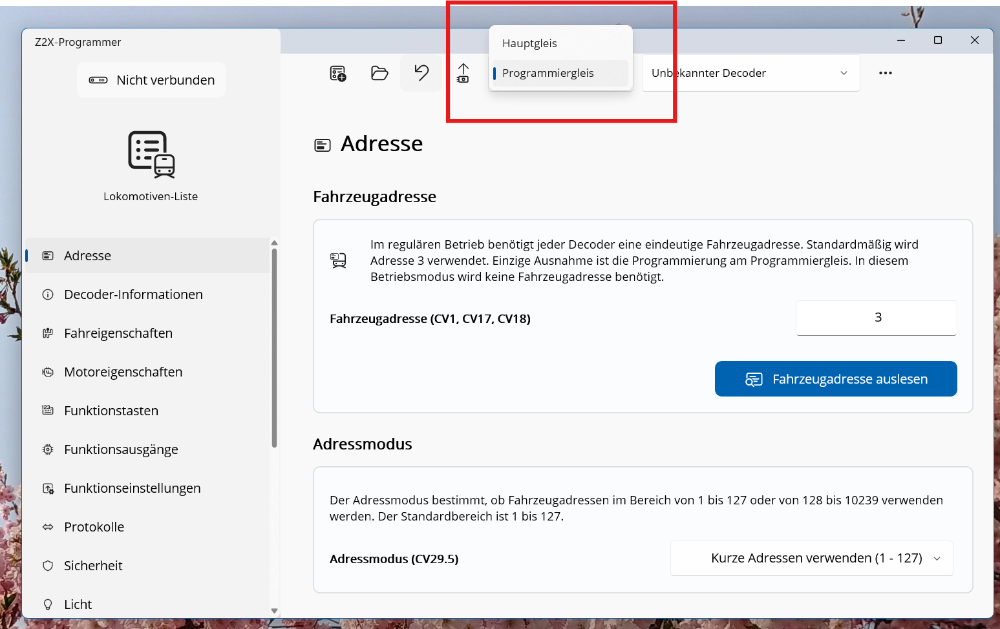 Z2X-Programmer
Nicht verbunden
Lokomotiven-Liste
Adresse
Decoder-Informationen
Fahreigenschaften
Motoreigenschaften
Funktionstasten
Funktionsausgänge
Funktionseinstellungen
Protokolle
Sicherheit
Licht
Hauptgleis
Programmiergleis
Unbekannter Decoder
Adresse
Fahrzeugadresse
Im regulären Betrieb benötigt jeder Decoder eine eindeutige Fahrzeugadresse. Standardmäßig wird
Adresse 3 verwendet. Einzige Ausnahme ist die Programmierung am Programmiergleis. In diesem
Betriebsmodus wird keine Fahrzeugadresse benötigt.
Fahrzeugadresse (CV1, CV17, CV18)
3
Fahrzeugadresse auslesen
Adressmodus
Der Adressmodus bestimmt, ob Fahrzeugadressen im Bereich von 1 bis 127 oder von 128 bis 10239 verwenden
werden. Der Standardbereich ist 1 bis 127.
Adressmodus (CV29.5)
Kurze Adressen verwenden (1 - 127)